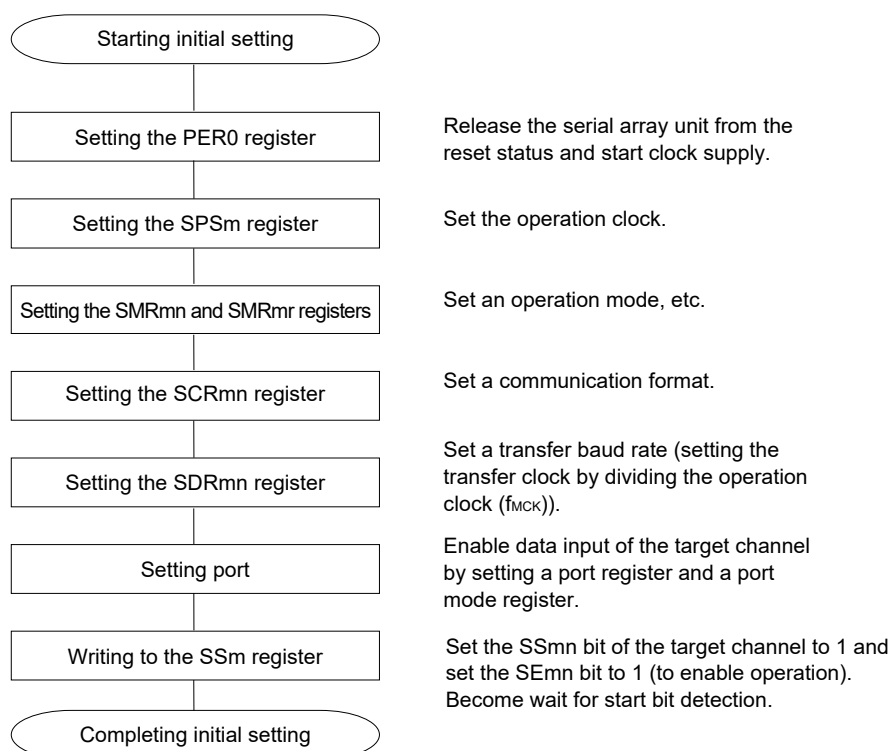 Starting initial setting
Setting the PER0 register
Release the serial array unit from the
reset status and start clock supply.
Setting the SPSm register
Set the operation clock.
Setting the SMRmn and SMRmr registers
Set an operation mode, etc.
Setting the SCRmn register
Set a communication format.
Setting the SDRmn register
Set a transfer baud rate (setting the
transfer clock by dividing the operation
clock (fMCK)).
Setting port
Enable data input of the target channel
by setting a port register and a port
mode register.
Writing to the SSm register
Set the SSmn bit of the target channel to 1 and
set the SEmn bit to 1 (to enable operation).
Become wait for start bit detection.
Completing initial setting